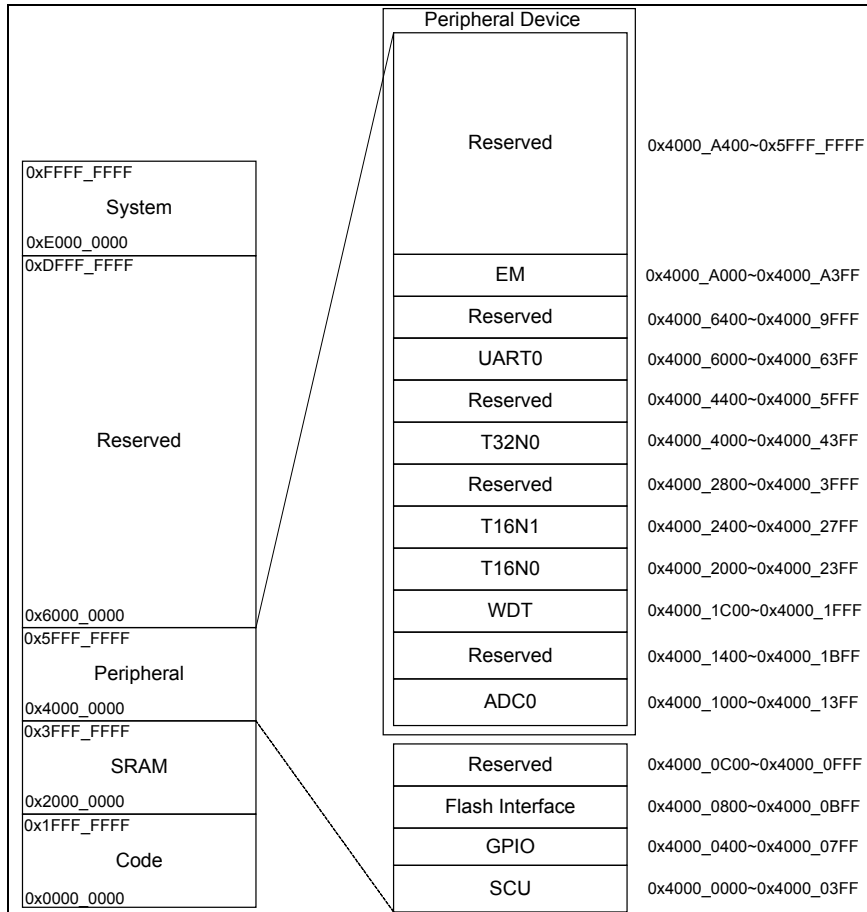 Peripheral Device
Reserved
0x4000_A400~0x5FFF_FFFF
EM
0x4000_A000~0x4000_A3FF
Reserved
0x4000_6400~0x4000_9FFF
UART0
0x4000_6000~0x4000_63FF
Reserved
0x4000_4400~0x4000_5FFF
T32N0
0x4000_4000~0x4000_43FF
Reserved
0x4000_2800~0x4000_3FFF
T16N1
0x4000_2400~0x4000_27FF
T16N0
0x4000_2000~0x4000_23FF
WDT
0x4000_1C00~0x4000_1FFF
Reserved
0x4000_1400~0x4000_1BFF
ADC0
0x4000_1000~0x4000_13FF
Reserved
0x4000_0C00~0x4000_0FFF
Flash Interface
0x4000_0800~0x4000_0BFF
GPIO
0x4000_0400~0x4000_07FF
SCU
0x4000_0000~0x4000_03FF
0xFFFF_FFFF
System
0xE000_0000
0xDFFF_FFFF
Reserved
0x6000_0000
0x5FFF_FFFF
Peripheral
0x4000_0000
0x3FFF_FFFF
SRAM
0x2000_0000
0x1FFF_FFFF
Code
0x0000_0000